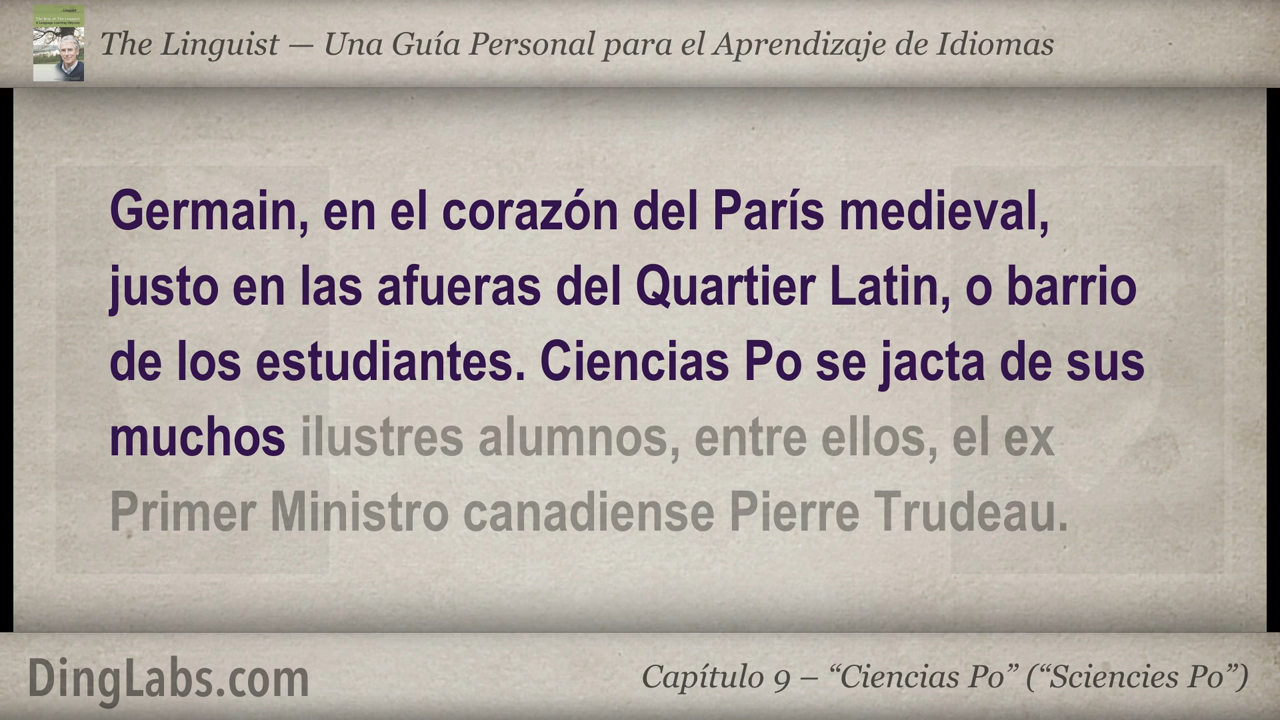 The Linguist — Una Guía Personal para el Aprendizaje de Idiomas
Germain, en el corazón del París medieval,
justo en las afueras del Quartier Latin, o barrio
de los estudiantes. Ciencias Po se jacta de sus
muchos ilustres alumnos, entre ellos, el ex
Primer Ministro canadiense Pierre Trudeau.
DingLabs.com
Capítulo 9 – “Ciencias Po” (“Sciencies Po”)